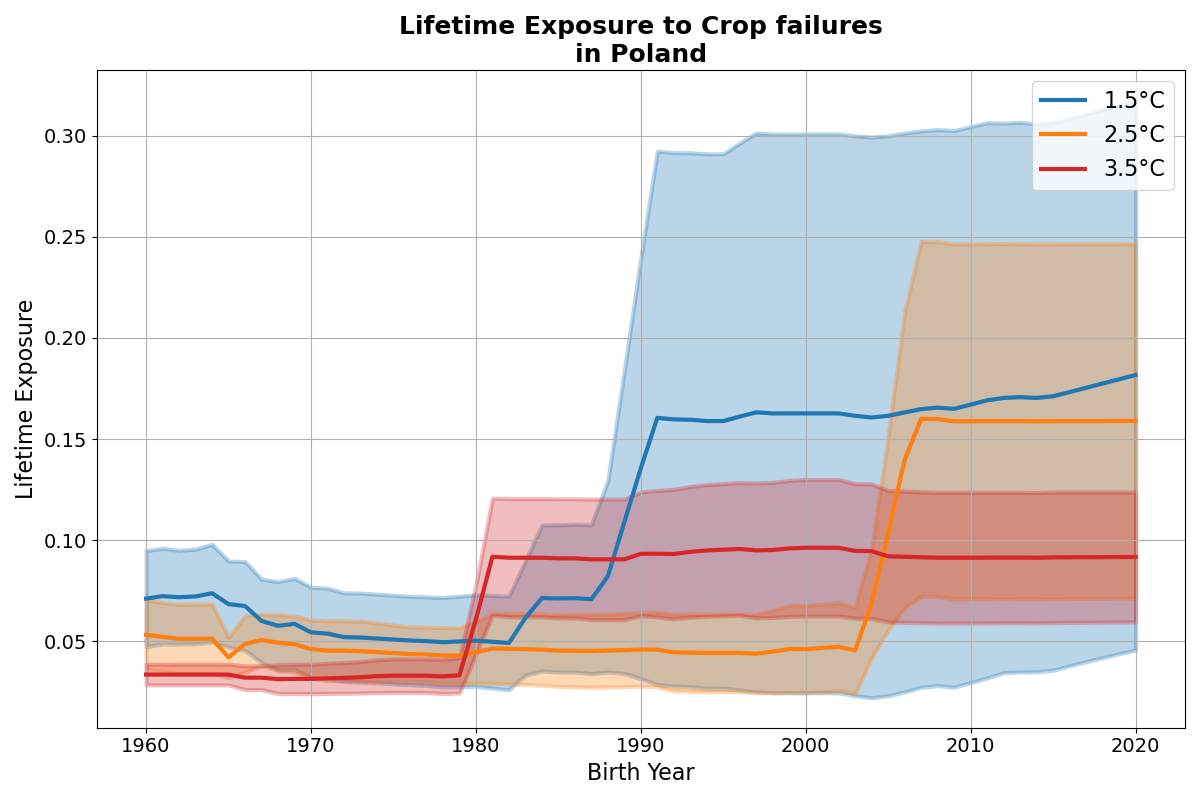 Lifetime Exposure to Crop failures
in Poland
1.5°C
2.5°C
3.5°C
Lifetime Exposure
0.30
0.25
0.20
0.15
0.10
0.05
1960 1970 1980 1990 2000 2010 2020
Birth Year